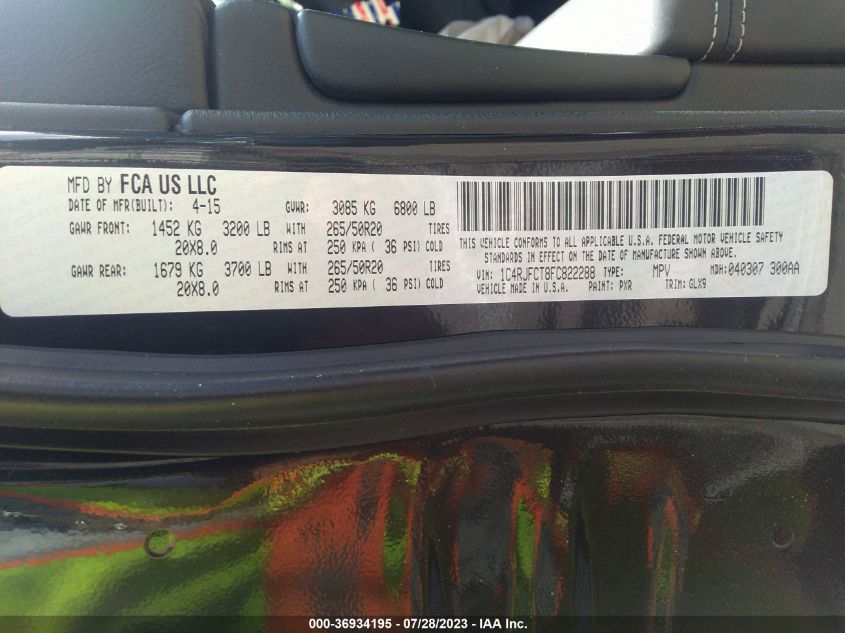 MFD BY FCA US LLC
DATE OF MFR(BUILT): 4-15 GVWR: 3085 KG 6800 LB
GAWR FRONT: 1452 KG 3200 LB WITH 265/50R20 TIRES
20X8.0 RIMS AT 250 KPA ( 36 PSI) COLD
GAWR REAR: 1679 KG 3700 LB WITH 265/50R20 TIRES
20X8.0 RIMS AT 250 KPA ( 36 PSI) COLD
THIS VEHICLE CONFORMS TO ALL APPLICABLE U.S.A. FEDERAL MOTOR VEHICLE SAFETY
STANDARDS IN EFFECT ON THE DATE OF MANUFACTURE SHOWN ABOVE.
VIN: 1C4RJFCT8FC822288 TYPE: MPV MDH: 040307 300AA
VEHICLE MADE IN U.S.A. PAINT: PXR TRIM: GLX9
000-36934195 - 07/28/2023 - IAA Inc.